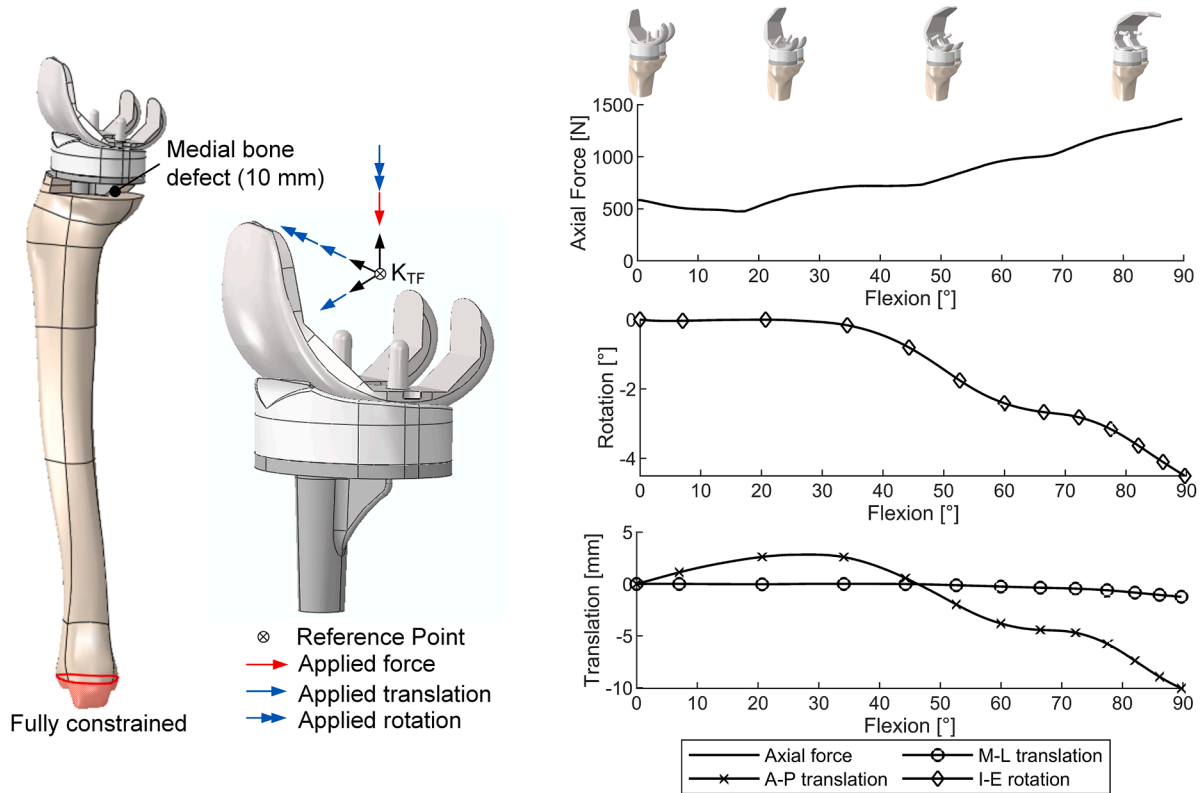 Medial bone
defect (10 mm)
K_TF
⊗ Reference Point
Applied force
Applied translation
Applied rotation
Fully constrained
Axial Force [N]
1500
1000
500
0
0 10 20 30 40 50 60 70 80 90
Flexion [°]
Rotation [°]
0
-2
-4
0 10 20 30 40 50 60 70 80 90
Flexion [°]
Translation [mm]
5
0
-5
-10
0 10 20 30 40 50 60 70 80 90
Flexion [°]
Axial force
M-L translation
A-P translation
I-E rotation